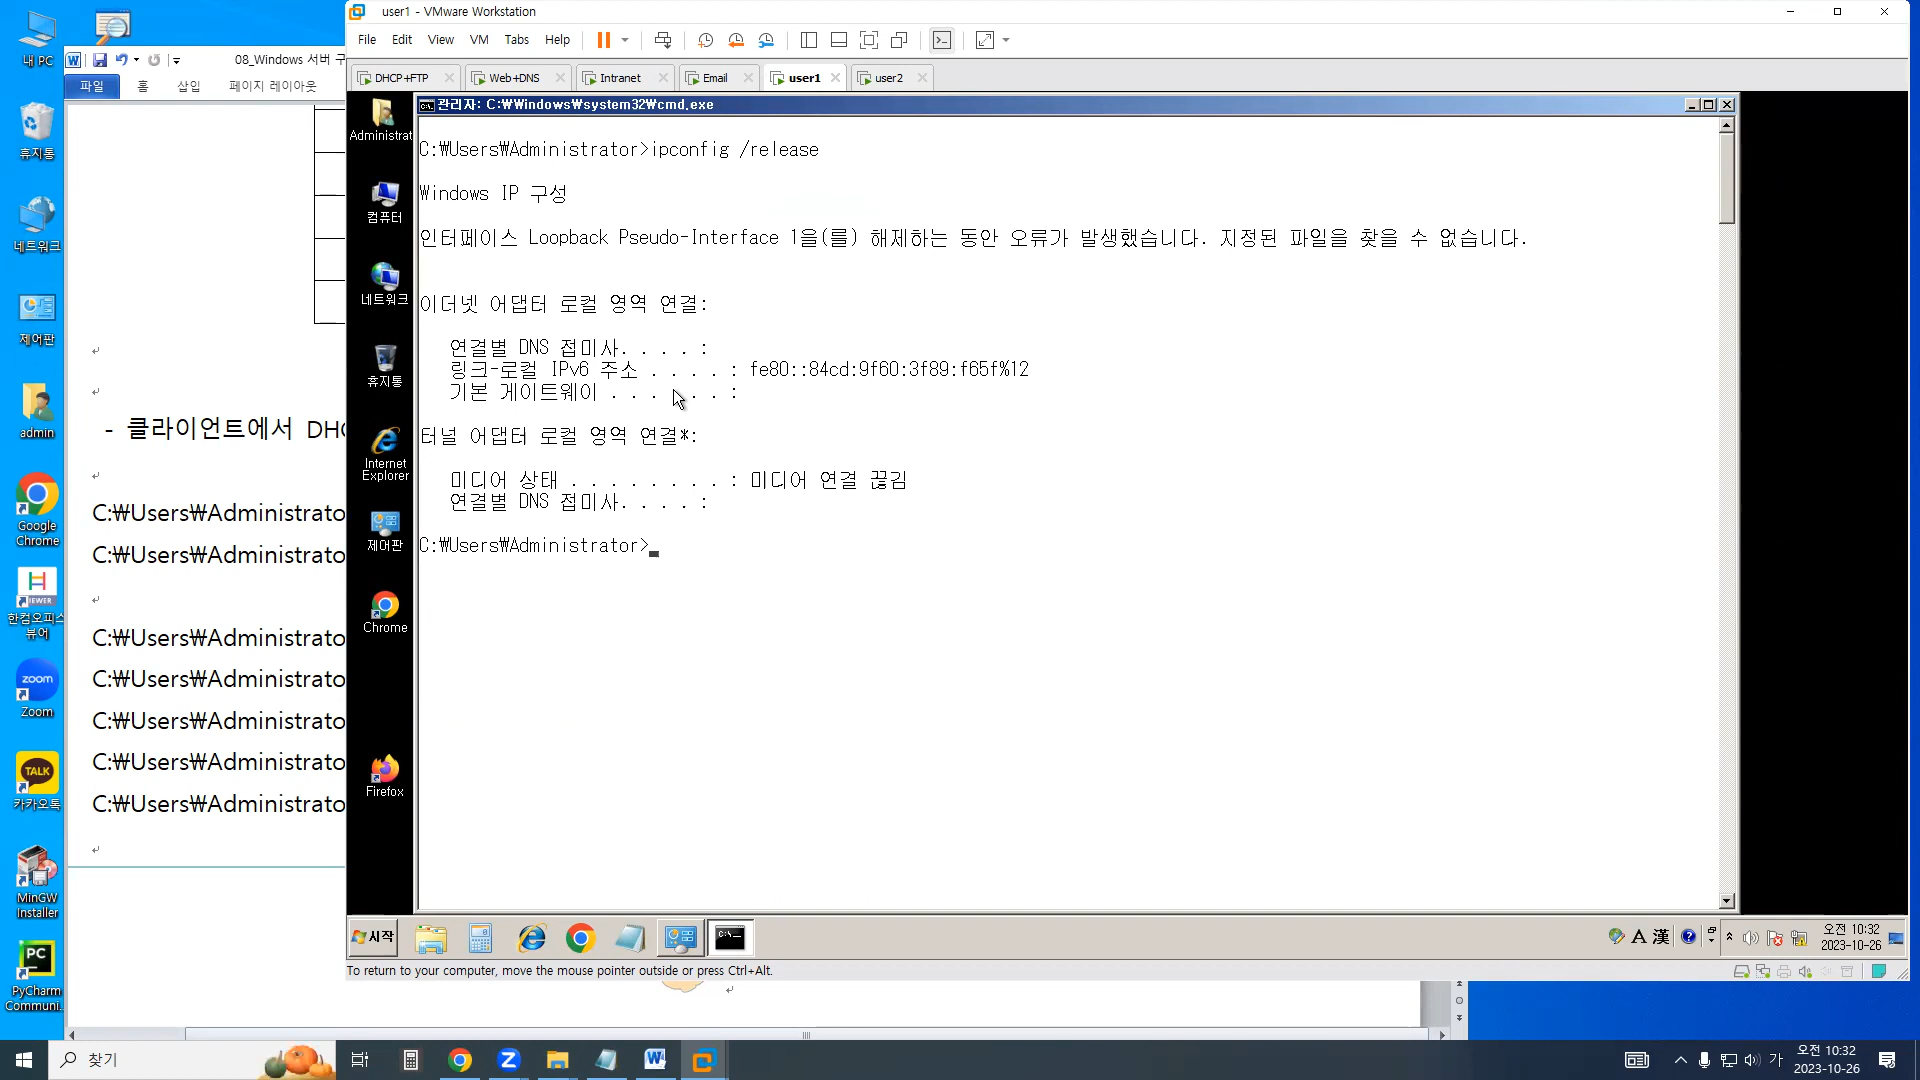 user1 - VMware Workstation
File Edit View VM Tabs Help
DHCP+FTP Web+DNS Intranet Email user1 user2
08_Windows 서버 구
파일 홈 삽입 페이지 레이아웃
- 클라이언트에서 DHC
C:₩Users₩Administrato
C:₩Users₩Administrato
C:₩Users₩Administrato
C:₩Users₩Administrato
C:₩Users₩Administrato
C:₩Users₩Administrato
C:₩Users₩Administrato
내 PC
휴지통
네트워크
제어판
admin
Google
Chrome
한컴오피스
뷰어
Zoom
카카오톡
MinGW
Installer
PyCharm
Communi...
Administrat
컴퓨터
네트워크
휴지통
Internet
Explorer
제어판
Chrome
Firefox
관리자: C:₩Windows₩system32₩cmd.exe
C:₩Users₩Administrator>ipconfig /release
Windows IP 구성
인터페이스 Loopback Pseudo-Interface 1을(를) 해제하는 동안 오류가 발생했습니다. 지정된 파일을 찾을 수 없습니다.
이더넷 어댑터 로컬 영역 연결:
연결별 DNS 접미사. . . . :
링크-로컬 IPv6 주소 . . . . : fe80::84cd:9f60:3f89:f65f%12
기본 게이트웨이 . . . . . . :
터널 어댑터 로컬 영역 연결*:
미디어 상태 . . . . . . . . : 미디어 연결 끊김
연결별 DNS 접미사. . . . :
C:₩Users₩Administrator>_
시작
A 漢
오전 10:32
2023-10-26
To return to your computer, move the mouse pointer outside or press Ctrl+Alt.
찾기
가
오전 10:32
2023-10-26